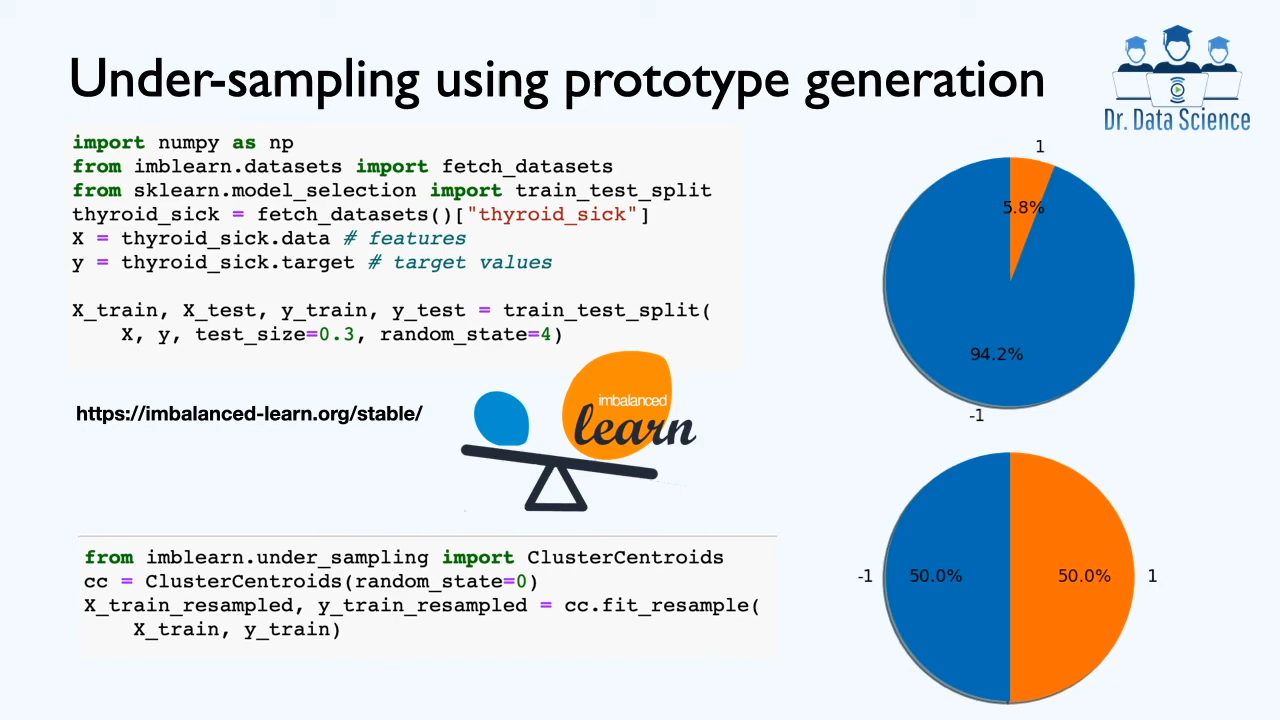 Under-sampling using prototype generation
Dr. Data Science
import numpy as np
from imblearn.datasets import fetch_datasets
from sklearn.model_selection import train_test_split
thyroid_sick = fetch_datasets()["thyroid_sick"]
X = thyroid_sick.data # features
y = thyroid_sick.target # target values
X_train, X_test, y_train, y_test = train_test_split(
    X, y, test_size=0.3, random_state=4)
1
5.8%
94.2%
-1
https://imbalanced-learn.org/stable/
imbalanced
learn
from imblearn.under_sampling import ClusterCentroids
cc = ClusterCentroids(random_state=0)
X_train_resampled, y_train_resampled = cc.fit_resample(
    X_train, y_train)
-1 50.0% 50.0% 1